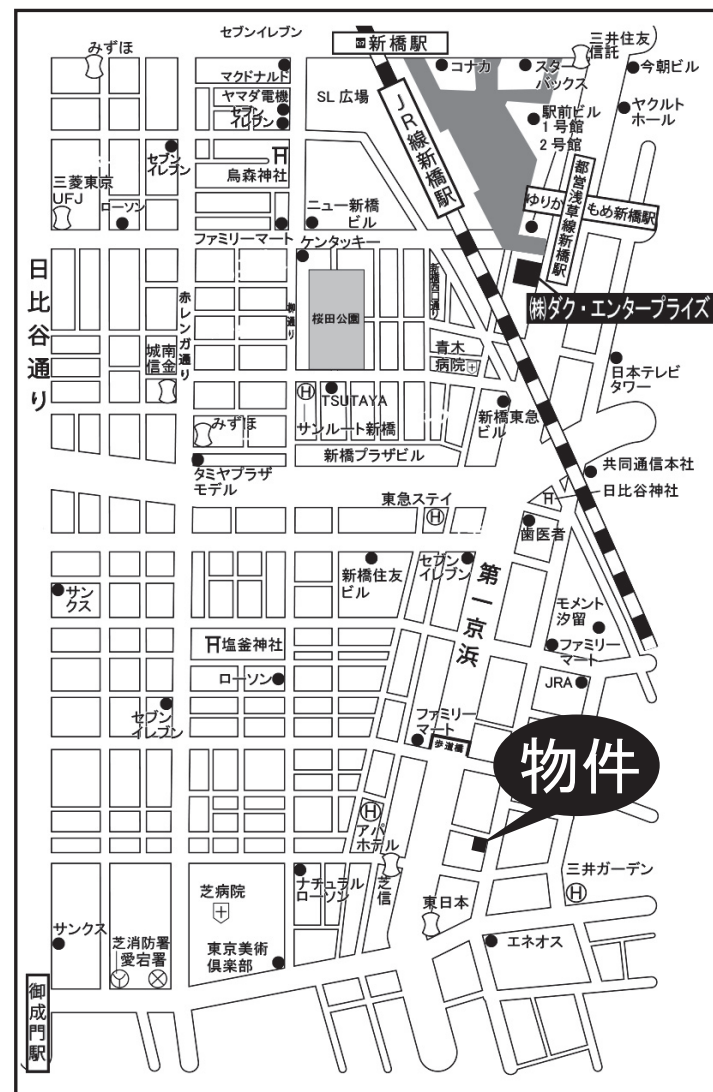 セブンイレブン
みずほ
新橋駅
三井住友
信託
マクドナルド
コナカ
スター
バックス
今朝ビル
ヤマダ電機
セブン
イレブン
SL 広場
JR線新橋駅
駅前ビル
1号館
2号館
ヤクルト
ホール
セブン
イレブン
烏森神社
三菱東京
UFJ
ローソン
ニュー新橋
ビル
都営浅草線新橋駅
ゆりかもめ新橋駅
ファミリーマート
ケンタッキー
日比谷通り
赤レンガ通り
柳通り
桜田公園
新橋西口通り
㈱ダク・エンタープライズ
城南
信金
青木
病院
日本テレビ
タワー
TSUTAYA
みずほ
サンルート新橋
新橋東急
ビル
新橋プラザビル
タミヤプラザ
モデル
共同通信本社
日比谷神社
東急ステイ
歯医者
新橋住友
ビル
セブン
イレブン
第一京浜
サン
クス
モメント
汐留
塩釜神社
ファミリー
マート
ローソン
JRA
セブン
イレブン
ファミリー
マート
歩道橋
物件
アパ
ホテル
芝信
三井ガーデン
ナチュラル
ローソン
芝病院
東日本
サンクス
芝消防署
愛宕署
東京美術
倶楽部
エネオス
御成門駅